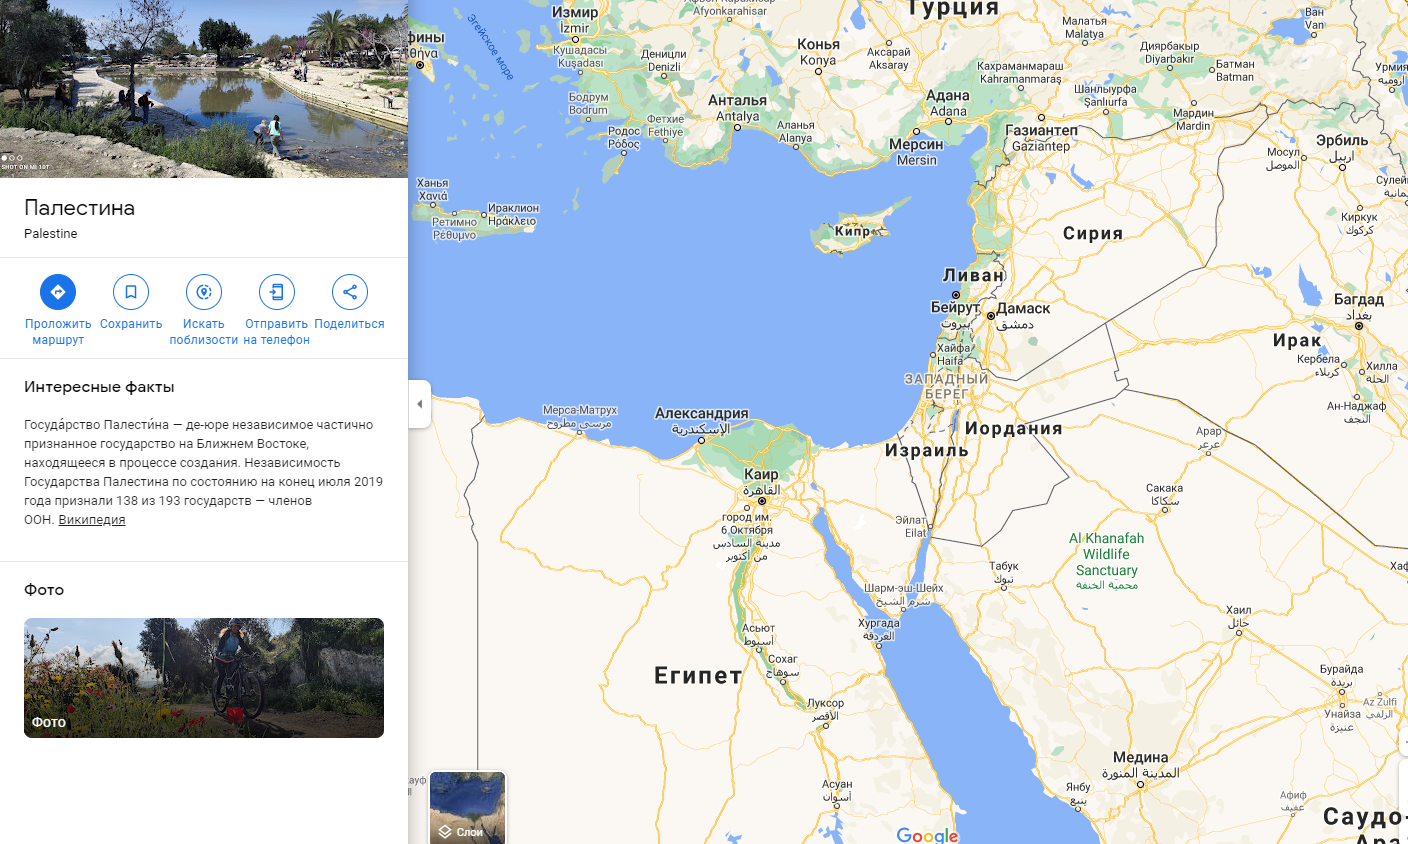 SHOT ON MI 10T
Палестина
Palestine
Проложить
маршрут
Сохранить
Искать
поблизости
Отправить
на телефон
Поделиться
Интересные факты
Госуда́рство Палести́на — де-юре независимое частично
признанное государство на Ближнем Востоке,
находящееся в процессе создания. Независимость
Государства Палестина по состоянию на конец июля 2019
года признали 138 из 193 государств — членов
ООН. Википедия
Фото
Фото
Турция
Измир
İzmir
Afyonkarahisar
Эгейское море
Кушадасы
Kuşadası
Денизли
Denizli
Конья
Konya
Аксарай
Aksaray
Малатья
Malatya
Ван
Van
Диярбакыр
Diyarbakır
Батман
Batman
Кахраманмараш
Kahramanmaraş
Шанлыурфа
Şanlıurfa
Мардин
Mardin
Бодрум
Bodrum
Фетхие
Fethiye
Анталья
Antalya
Аланья
Alanya
Адана
Adana
Мерсин
Mersin
Газиантеп
Gaziantep
Родос
Ρόδος
Мосул
الموصل
Эрбиль
اربيل
Ханья
Χανιά
Ретимно
Ρέθυμνο
Ираклион
Ηράκλειο
Кипр
Сирия
Киркук
كركوك
Ливан
Бейрут
بيروت
Дамаск
دمشق
Багдад
بغداد
Ирак
Кербела
كربلاء
Хилла
الحلة
Ан-Наджаф
النجف
Хайфа
Haifa
ЗАПАДНЫЙ
БЕРЕГ
Иордания
Израиль
Мерса-Матрух
مرسى مطروح
Александрия
الإسكندرية
Каир
القاهرة
город им.
6 Октября
مدينة السادس
من أكتوبر
Эйлат
Eilat
Арар
عرعر
Сакака
سكاكا
Al Khanafah
Wildlife
Sanctuary
محمية الخنفة
Табук
تبوك
Шарм-эш-Шейх
شرم الشيخ
Хургада
الغردقة
Хаил
حائل
Асьют
أسيوط
Сохаг
سوهاج
Египет
Луксор
الأقصر
Бурайда
بريدة
Унайза
عنيزة
Az Zulfi
الزلفي
Медина
المدينة المنورة
Янбу
ينبع
Асуан
أسوان
Афиф
عفيف
Слои
Google